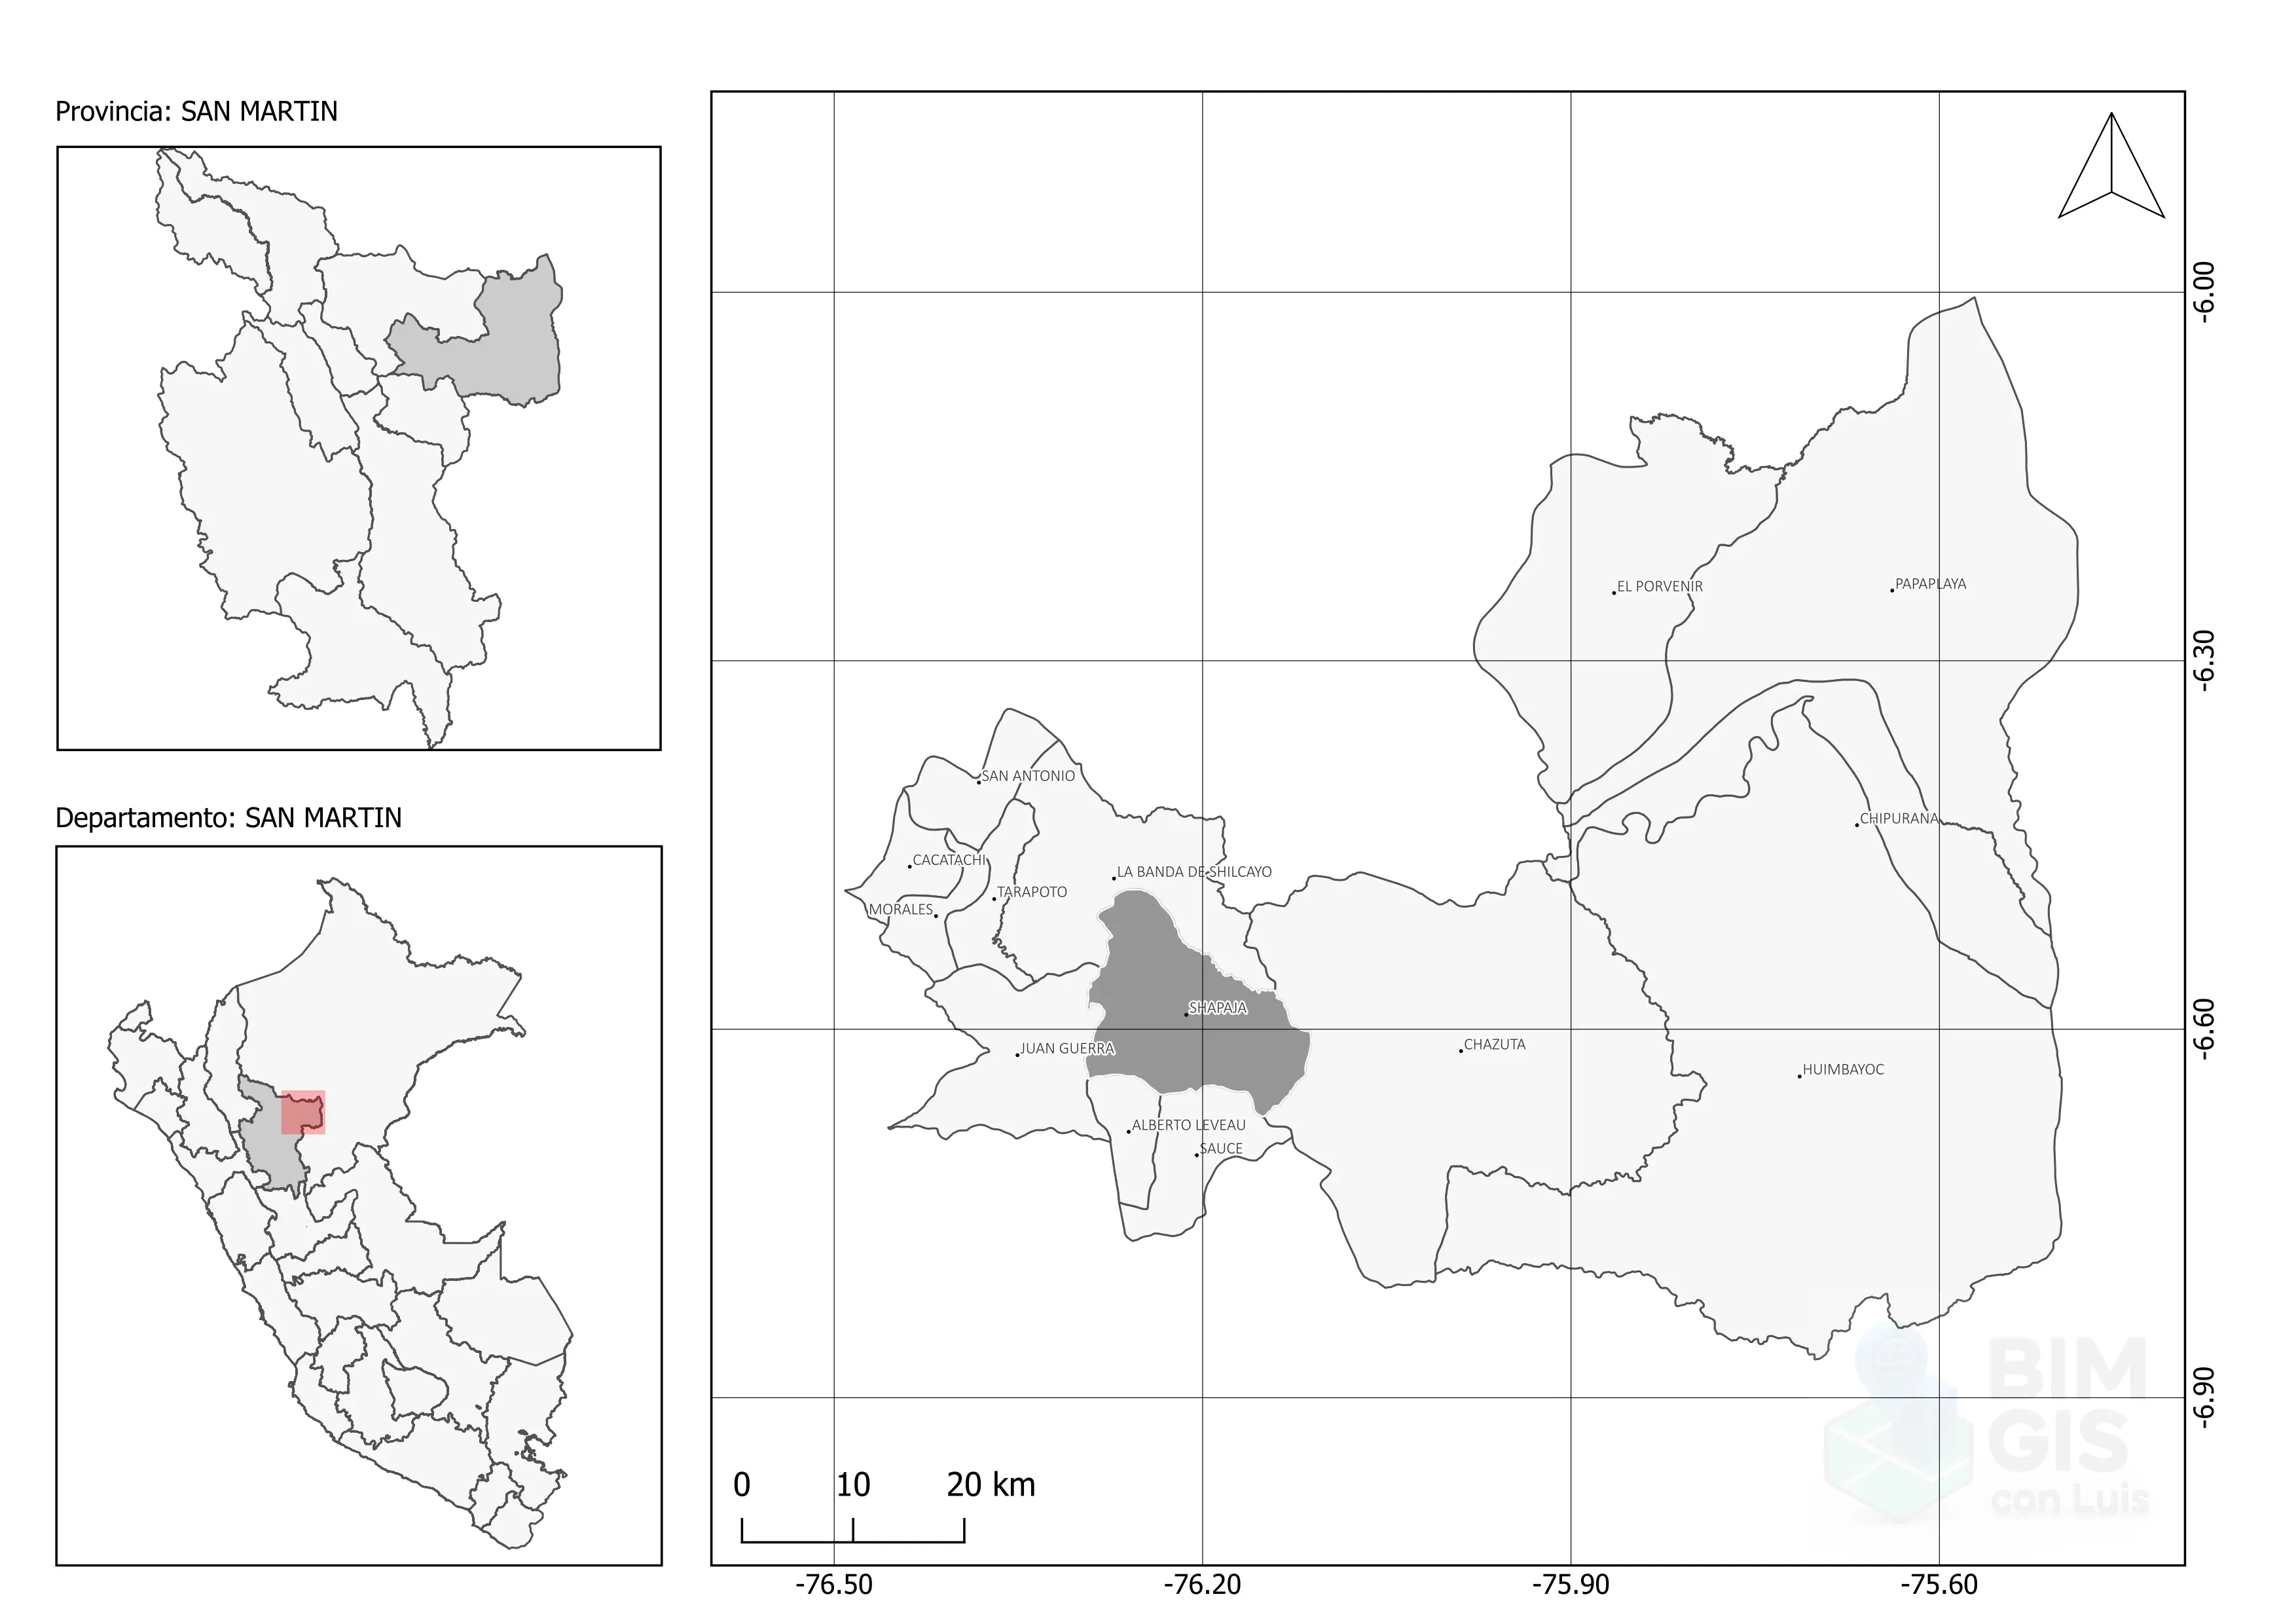 Provincia: SAN MARTIN
Departamento: SAN MARTIN
-6.00
EL PORVENIR
PAPAPLAYA
-6.30
SAN ANTONIO
CHIPURANA
CACATACHI
LA BANDA DE SHILCAYO
TARAPOTO
MORALES
SHAPAJA
-6.60
JUAN GUERRA
CHAZUTA
HUIMBAYOC
ALBERTO LEVEAU
SAUCE
-6.90
BIM
GIS
con Luis
0 10 20 km
-76.50 -76.20 -75.90 -75.60